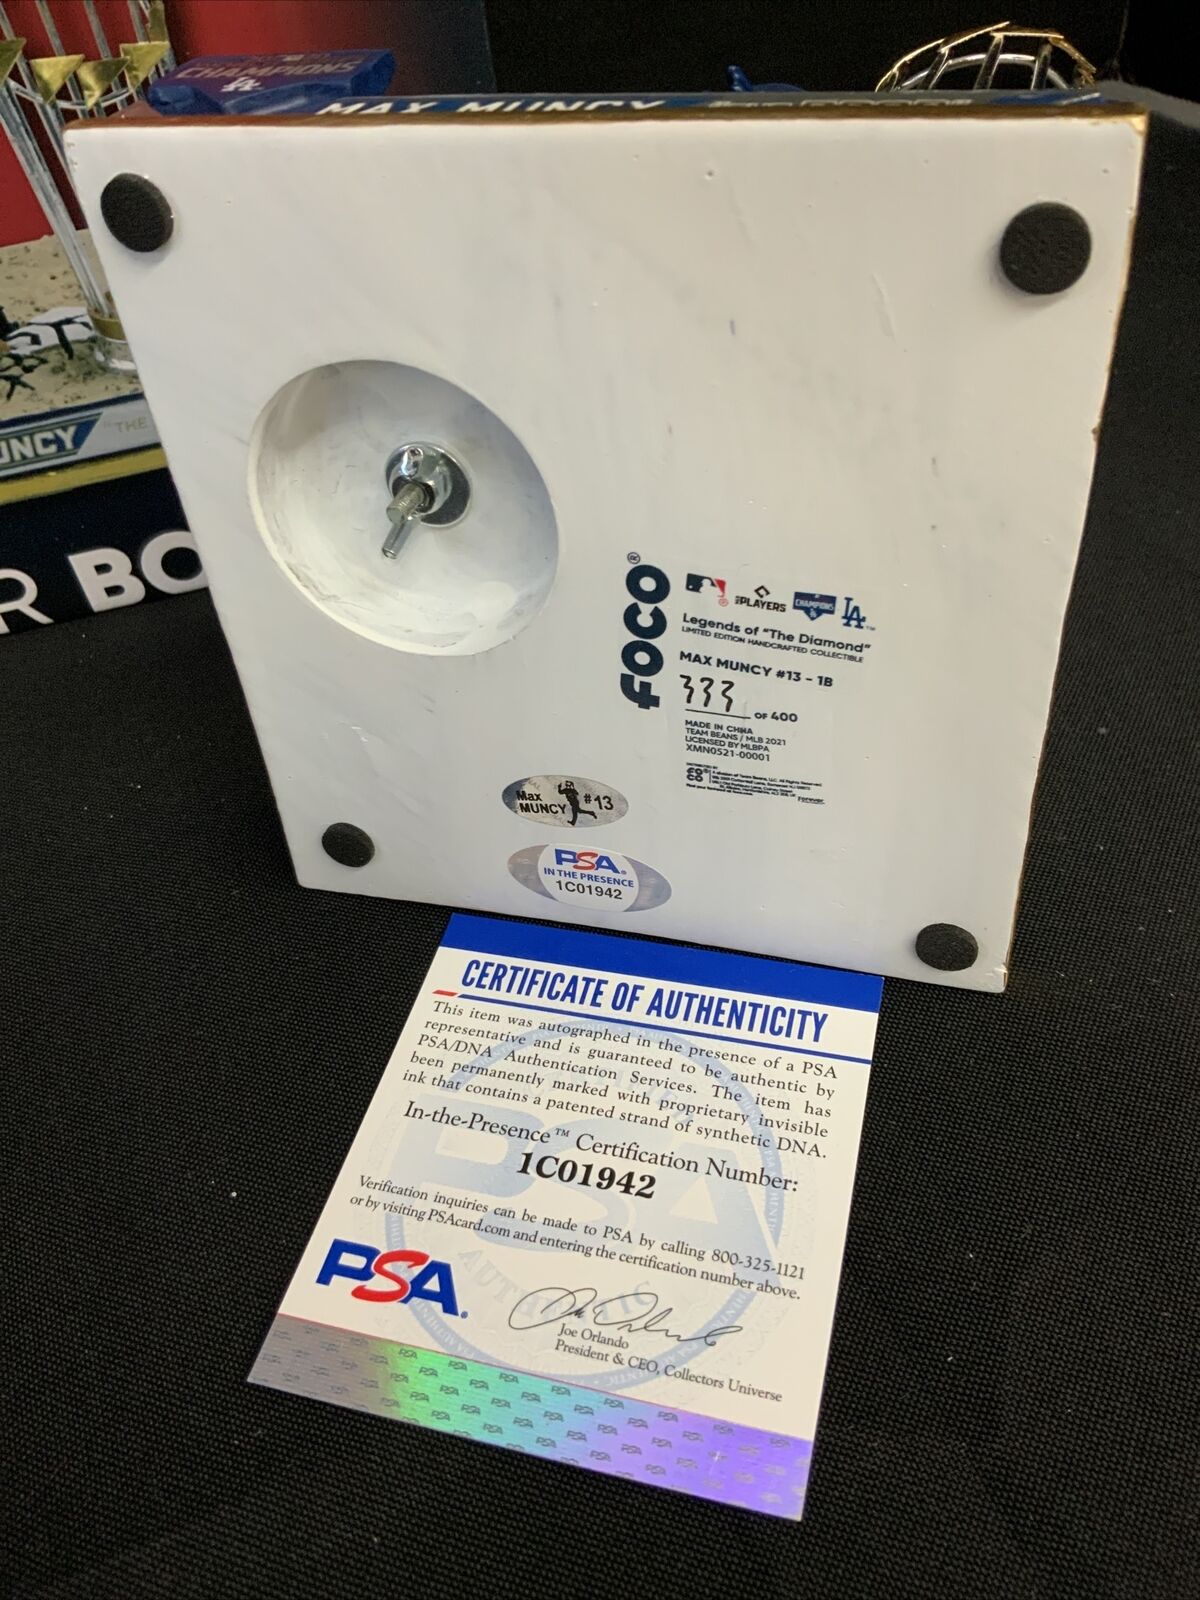 CHAMPIONS
LA
MAX MUNCY
MUNCY
"THE
R BO
FOCO®
PLAYERS
CHAMPIONS
LA™
Legends of "The Diamond"
LIMITED EDITION HANDCRAFTED COLLECTIBLE
MAX MUNCY #13 - 1B
333 OF 400
MADE IN CHINA
TEAM BEANS / MLB 2021
LICENSED BY MLBPA
XMN0521-00001
Max
MUNCY #13
PSA®
IN THE PRESENCE
1C01942
CERTIFICATE OF AUTHENTICITY
This item was autographed in the presence of a PSA
representative and is guaranteed to be authentic by
PSA/DNA Authentication Services. The item has
been permanently marked with proprietary invisible
ink that contains a patented strand of synthetic DNA.
In-the-Presence™ Certification Number:
1C01942
Verification inquiries can be made to PSA by calling 800-325-1121
or by visiting PSAcard.com and entering the certification number above.
PSA®
Joe Orlando
President & CEO, Collectors Universe